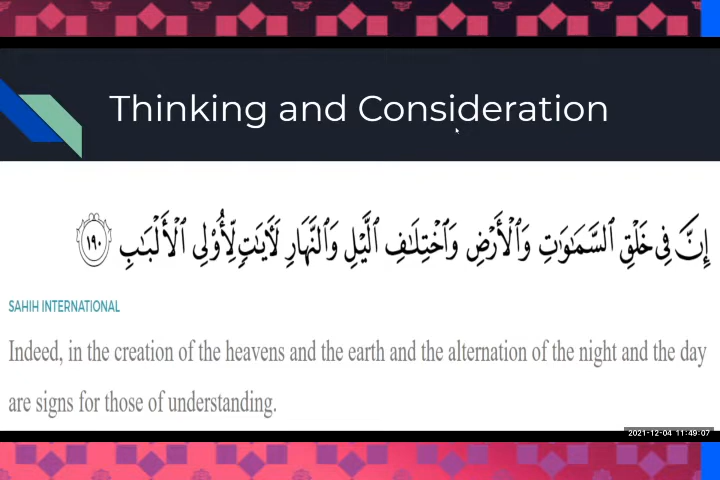 Thinking and Consideration
إِنَّ فِى خَلْقِ ٱلسَّمَٰوَٰتِ وَٱلْأَرْضِ وَٱخْتِلَٰفِ ٱلَّيْلِ وَٱلنَّهَارِ لَءَايَٰتٍ لِّأُو۟لِى ٱلْأَلْبَٰبِ ١٩٠
SAHIH INTERNATIONAL
Indeed, in the creation of the heavens and the earth and the alternation of the night and the day
are signs for those of understanding.
2021-12-04 11:49:07